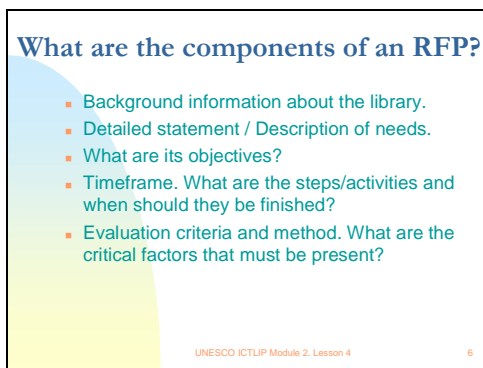 What are the components of an RFP?
Background information about the library.
Detailed statement / Description of needs.
What are its objectives?
Timeframe. What are the steps/activities and
when should they be finished?
Evaluation criteria and method. What are the
critical factors that must be present?
UNESCO ICTLIP Module 2. Lesson 4
6